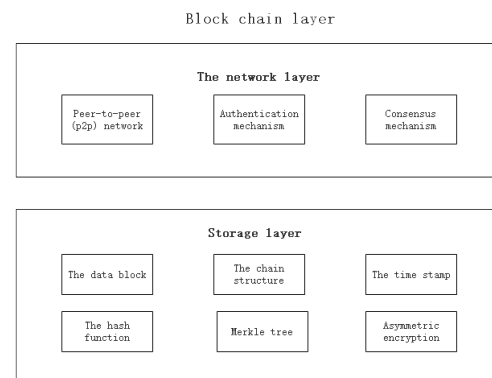 Block chain layer
The network layer
Peer-to-peer
(p2p) network
Authentication
mechanism
Consensus
mechanism
Storage layer
The data block
The chain
structure
The time stamp
The hash
function
Merkle tree
Asymmetric
encryption